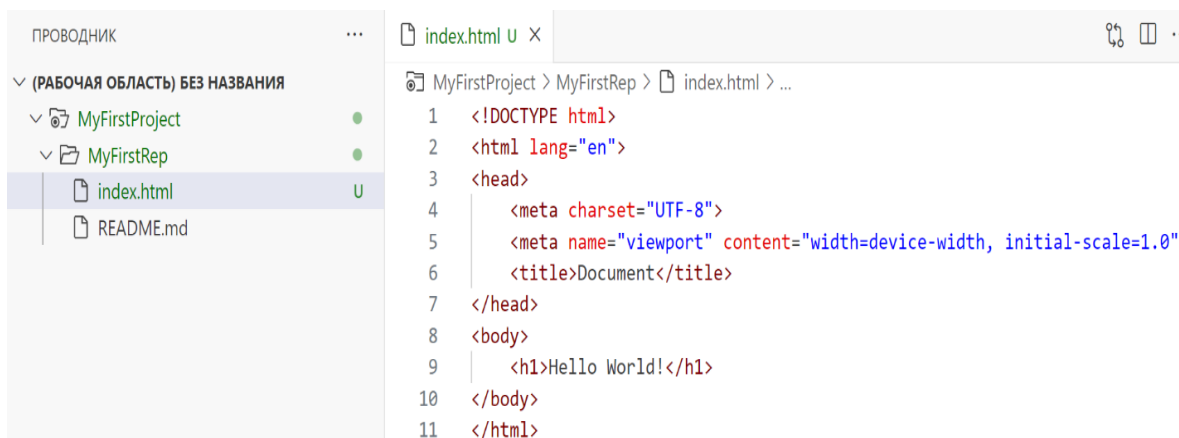 ПРОВОДНИК ...
(РАБОЧАЯ ОБЛАСТЬ) БЕЗ НАЗВАНИЯ
MyFirstProject
MyFirstRep
index.html U
README.md
index.html U
MyFirstProject > MyFirstRep > index.html > ...
1 <!DOCTYPE html>
2 <html lang="en">
3 <head>
4     <meta charset="UTF-8">
5     <meta name="viewport" content="width=device-width, initial-scale=1.0"
6     <title>Document</title>
7 </head>
8 <body>
9     <h1>Hello World!</h1>
10 </body>
11 </html>